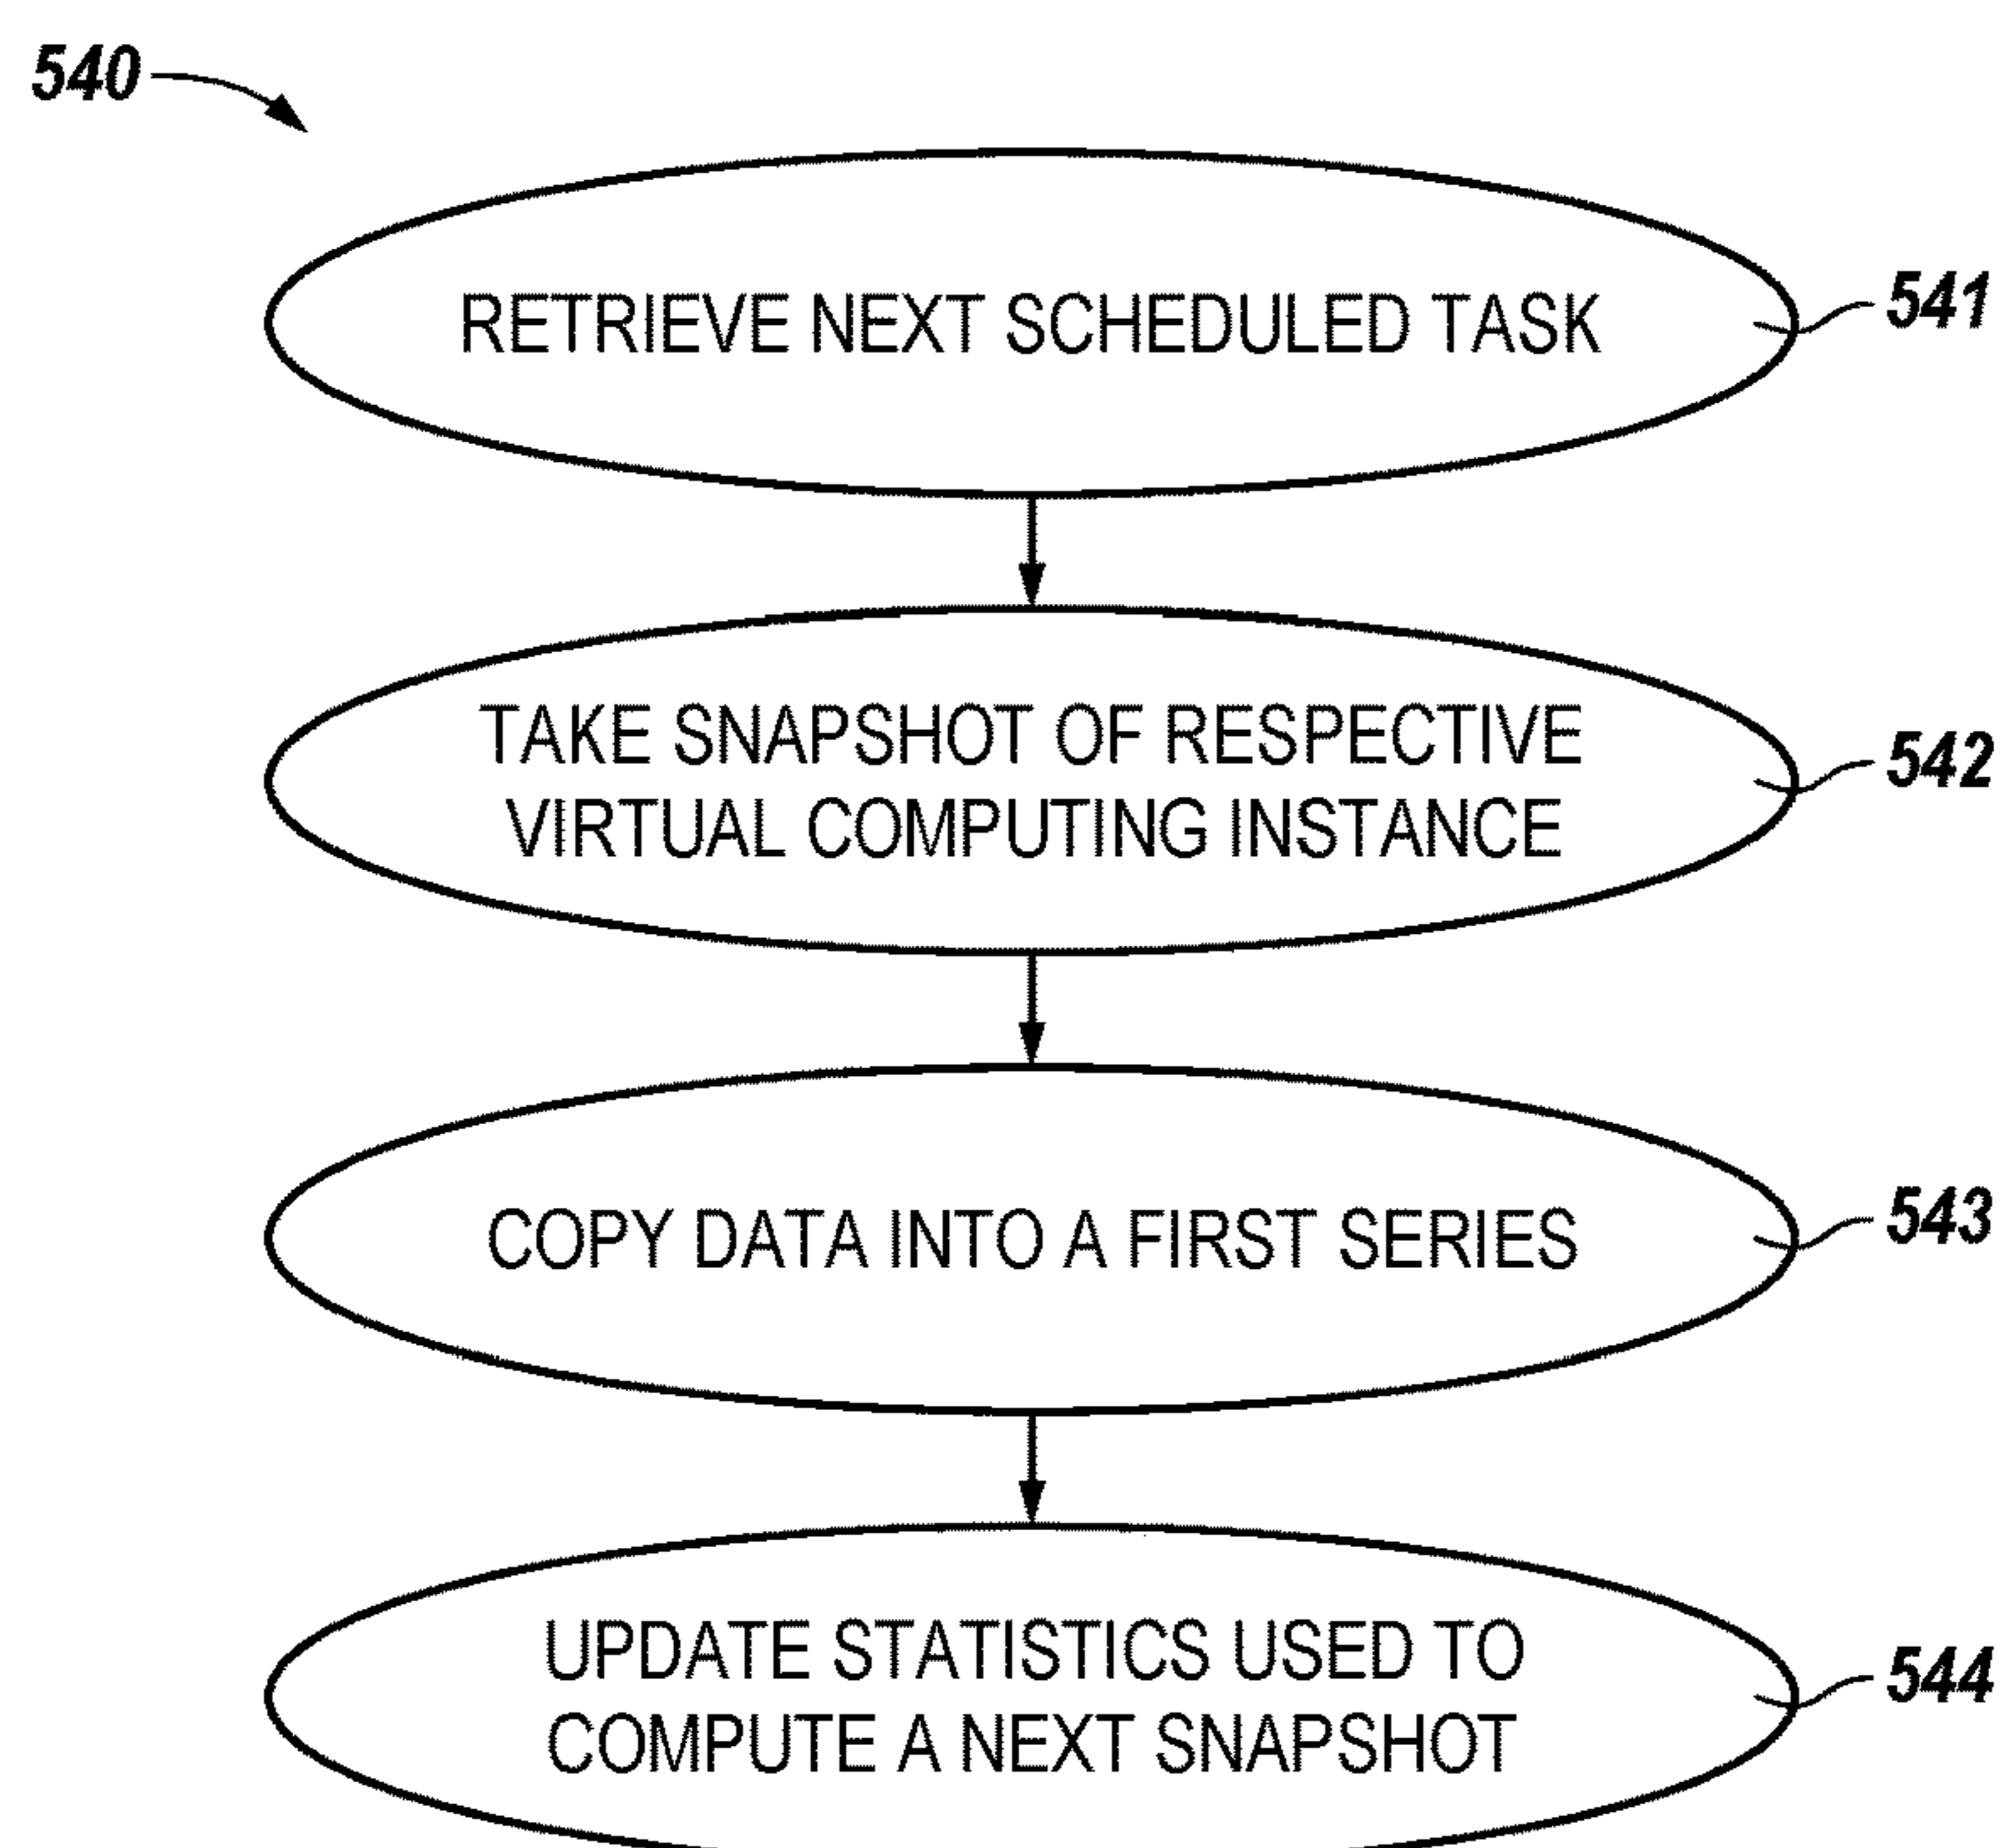 540
RETRIEVE NEXT SCHEDULED TASK
541
TAKE SNAPSHOT OF RESPECTIVE
VIRTUAL COMPUTING INSTANCE
542
COPY DATA INTO A FIRST SERIES
543
UPDATE STATISTICS USED TO
COMPUTE A NEXT SNAPSHOT
544